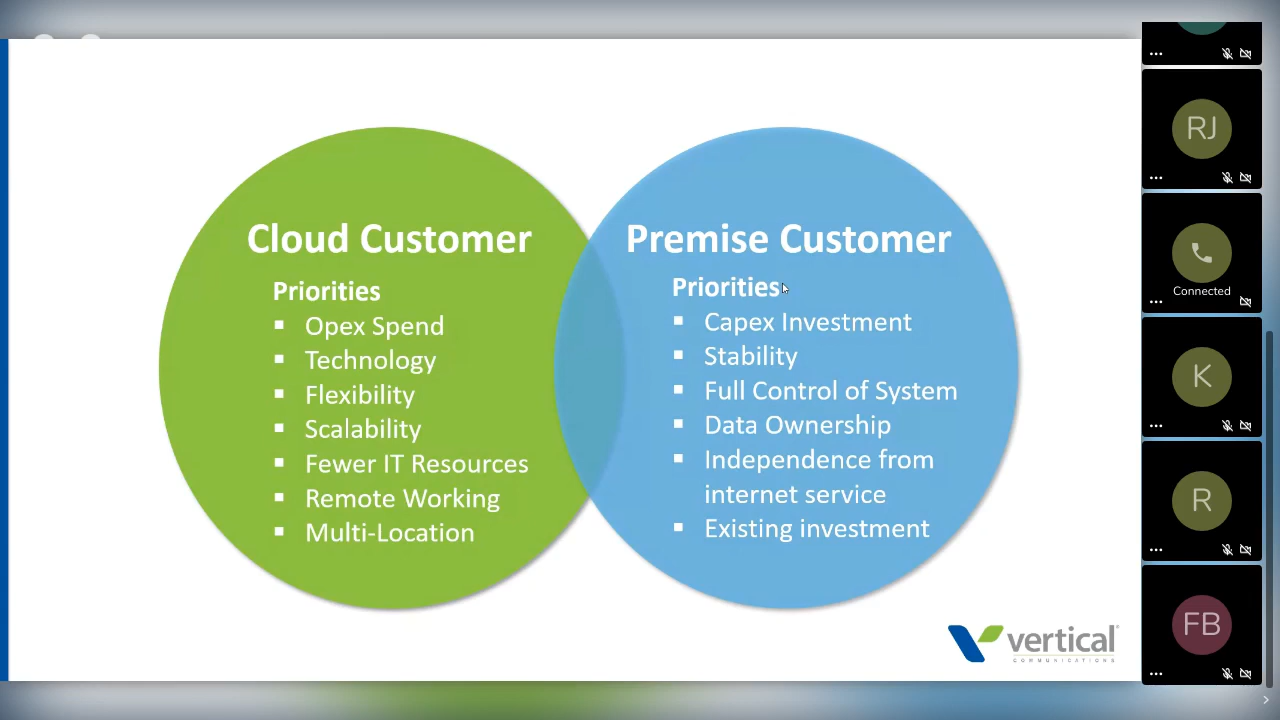 Cloud Customer
Priorities
Opex Spend
Technology
Flexibility
Scalability
Fewer IT Resources
Remote Working
Multi-Location
Premise Customer
Priorities
Capex Investment
Stability
Full Control of System
Data Ownership
Independence from
internet service
Existing investment
vertical
COMMUNICATIONS
RJ
Connected
K
R
FB